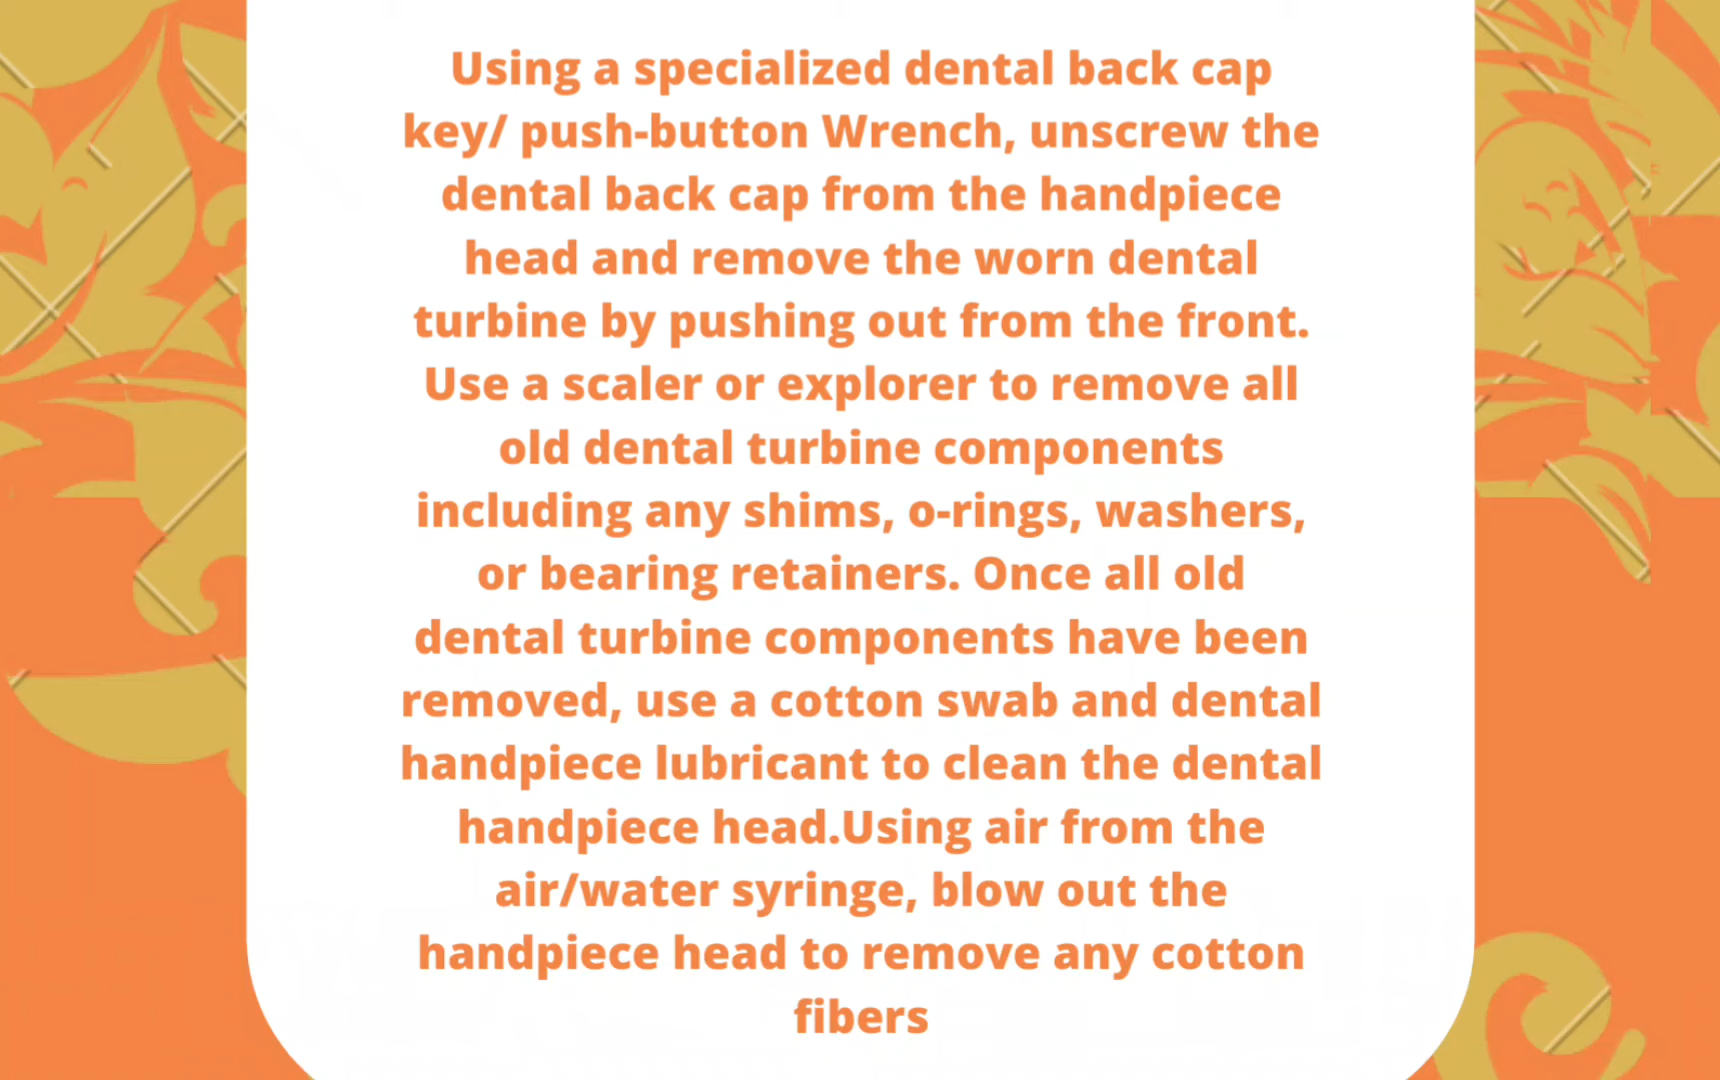 Using a specialized dental back cap
key/ push-button Wrench, unscrew the
dental back cap from the handpiece
head and remove the worn dental
turbine by pushing out from the front.
Use a scaler or explorer to remove all
old dental turbine components
including any shims, o-rings, washers,
or bearing retainers. Once all old
dental turbine components have been
removed, use a cotton swab and dental
handpiece lubricant to clean the dental
handpiece head.Using air from the
air/water syringe, blow out the
handpiece head to remove any cotton
fibers